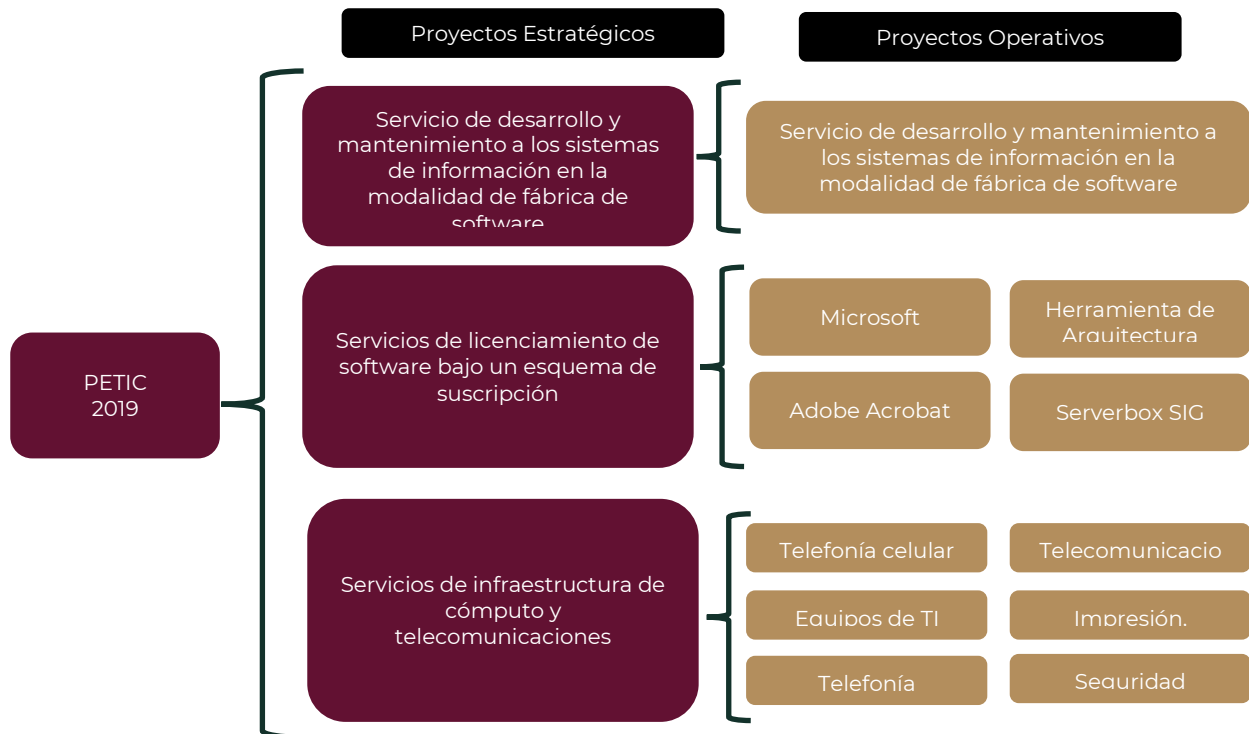 Proyectos Estratégicos
Proyectos Operativos
PETIC
2019
Servicio de desarrollo y
mantenimiento a los sistemas
de información en la
modalidad de fábrica de
software
Servicio de desarrollo y mantenimiento a
los sistemas de información en la
modalidad de fábrica de software
Servicios de licenciamiento de
software bajo un esquema de
suscripción
Microsoft
Herramienta de
Arquitectura
Adobe Acrobat
Serverbox SIG
Servicios de infraestructura de
cómputo y
telecomunicaciones
Telefonía celular
Telecomunicacio
Equipos de TI
Impresión,
Telefonía
Seguridad